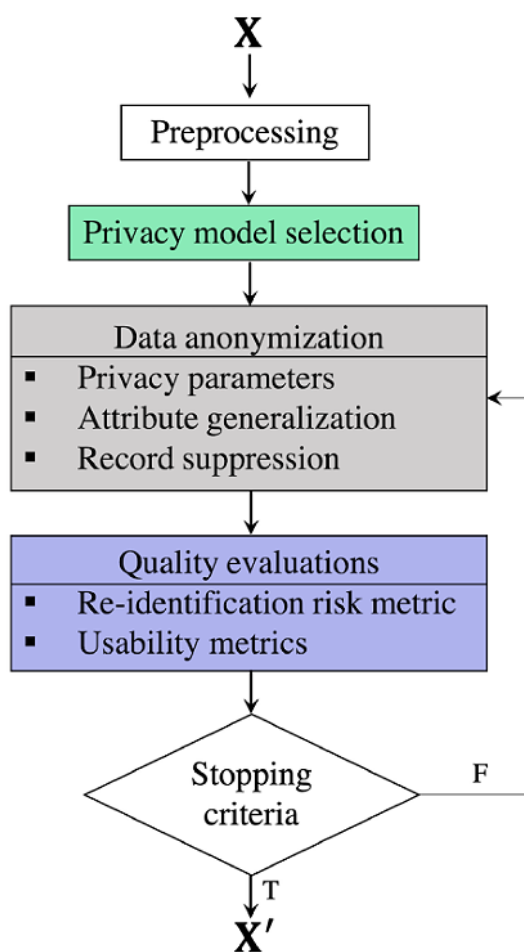 X
Preprocessing
Privacy model selection
Data anonymization
▪ Privacy parameters
▪ Attribute generalization
▪ Record suppression
Quality evaluations
▪ Re-identification risk metric
▪ Usability metrics
Stopping
criteria
F
T
X′